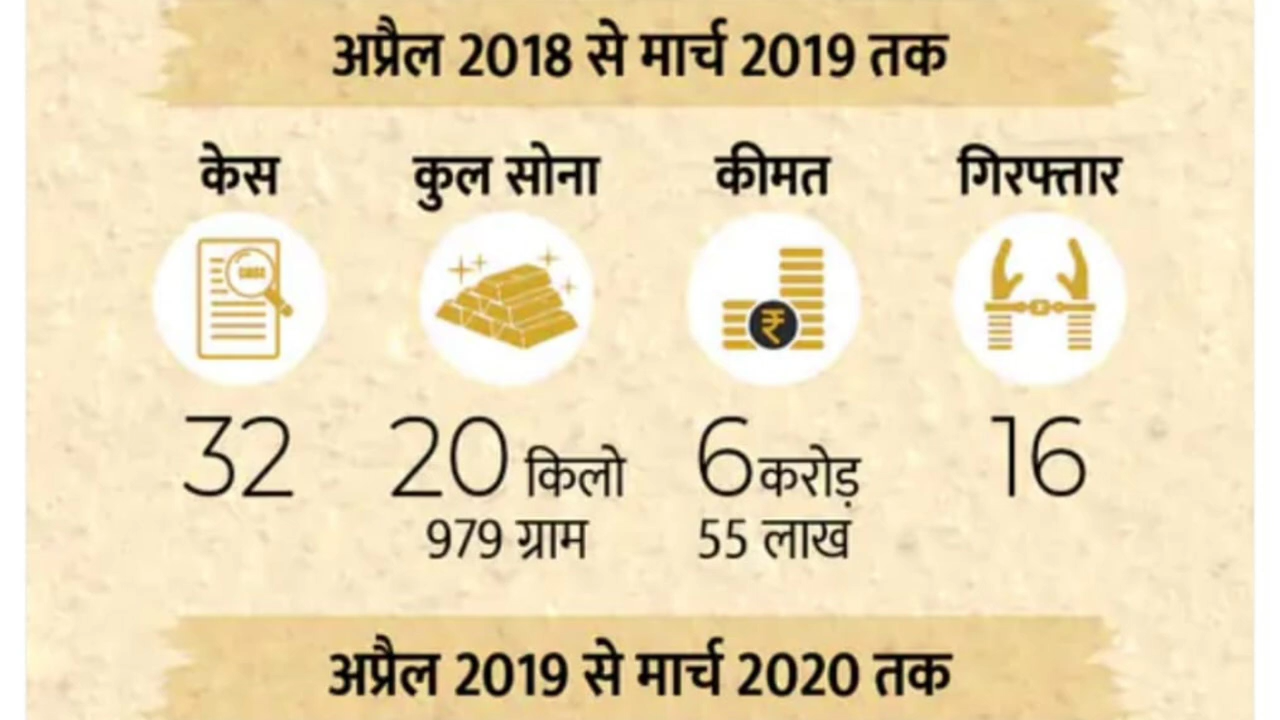 अप्रैल 2018 से मार्च 2019 तक
केस कुल सोना कीमत गिरफ्तार
₹
32 20 किलो 6 करोड़ 16
979 ग्राम 55 लाख
अप्रैल 2019 से मार्च 2020 तक